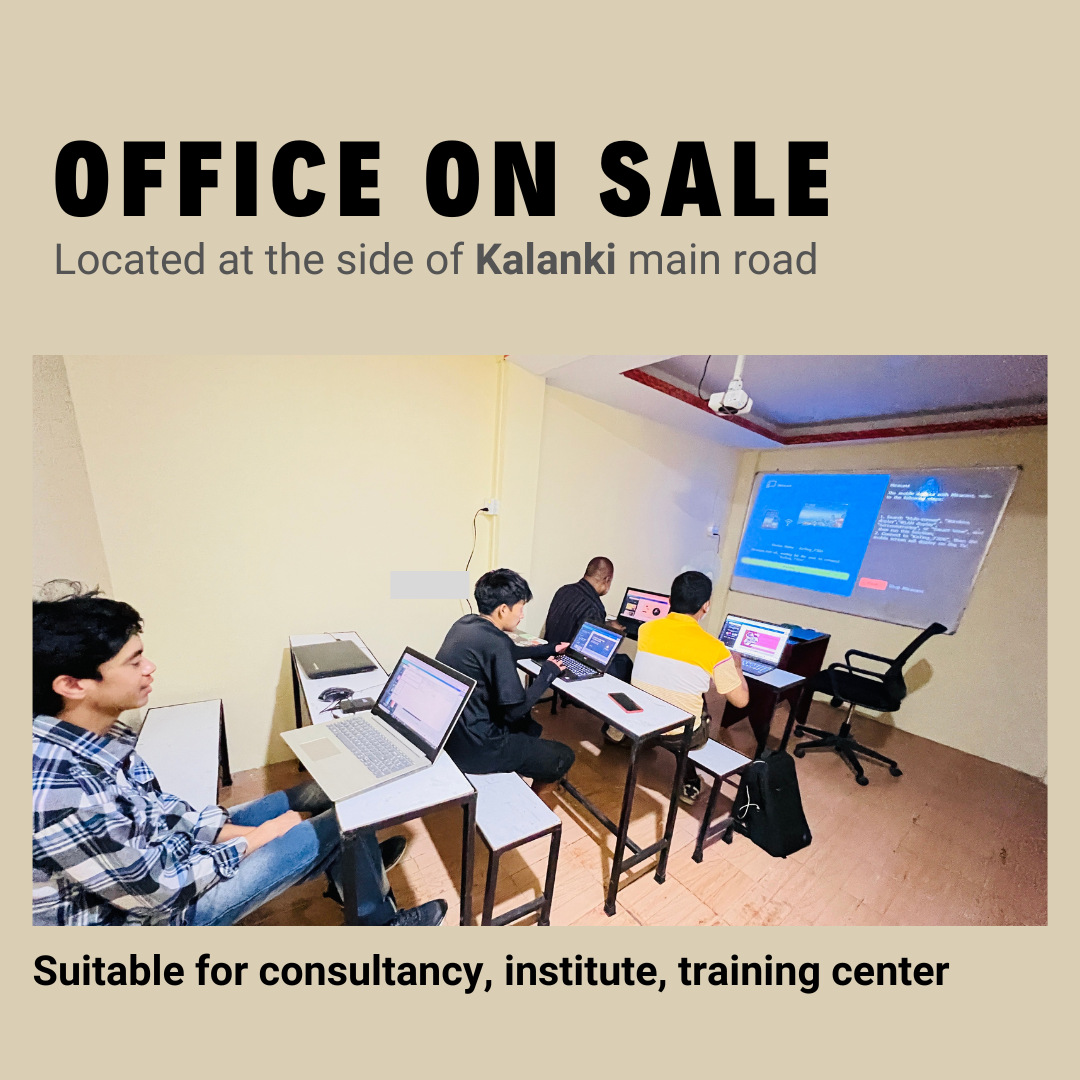 OFFICE ON SALE
Located at the side of Kalanki main road
Suitable for consultancy, institute, training center